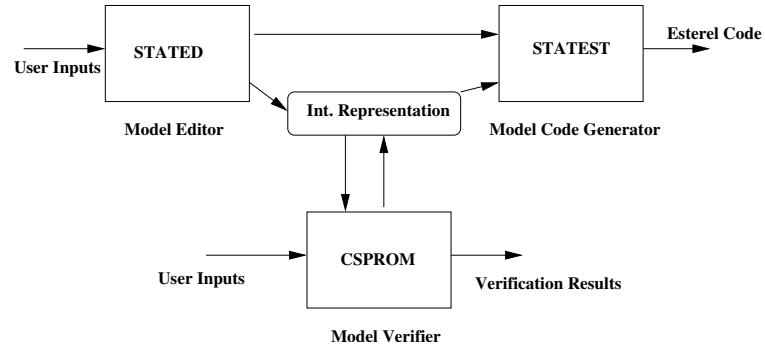 Esterel Code
STATED
STATEST
User Inputs
Int. Representation
Model Editor
Model Code Generator
CSPROM
User Inputs
Verification Results
Model Verifier